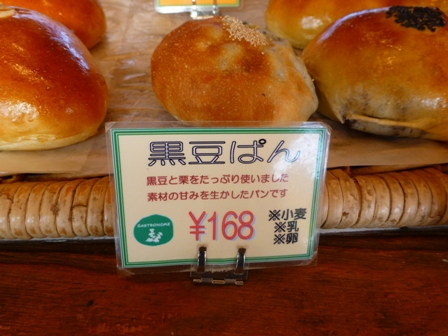 黒豆ぱん
黒豆と栗をたっぷり使いました
素材の甘みを生かしたパンです
¥168
※小麦
※乳
※卵
GASTRONOME